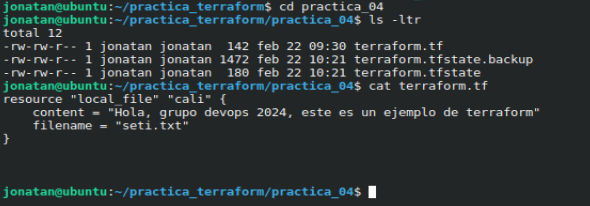 jonatan@ubuntu:~/practica_terraform$ cd practica_04
jonatan@ubuntu:~/practica_terraform/practica_04$ ls -ltr
total 12
-rw-rw-r-- 1 jonatan jonatan  142 feb 22 09:30 terraform.tf
-rw-rw-r-- 1 jonatan jonatan 1472 feb 22 10:21 terraform.tfstate.backup
-rw-rw-r-- 1 jonatan jonatan  180 feb 22 10:21 terraform.tfstate
jonatan@ubuntu:~/practica_terraform/practica_04$ cat terraform.tf
resource "local_file" "cali" {
    content = "Hola, grupo devops 2024, este es un ejemplo de terraform"
    filename = "seti.txt"
}
jonatan@ubuntu:~/practica_terraform/practica_04$